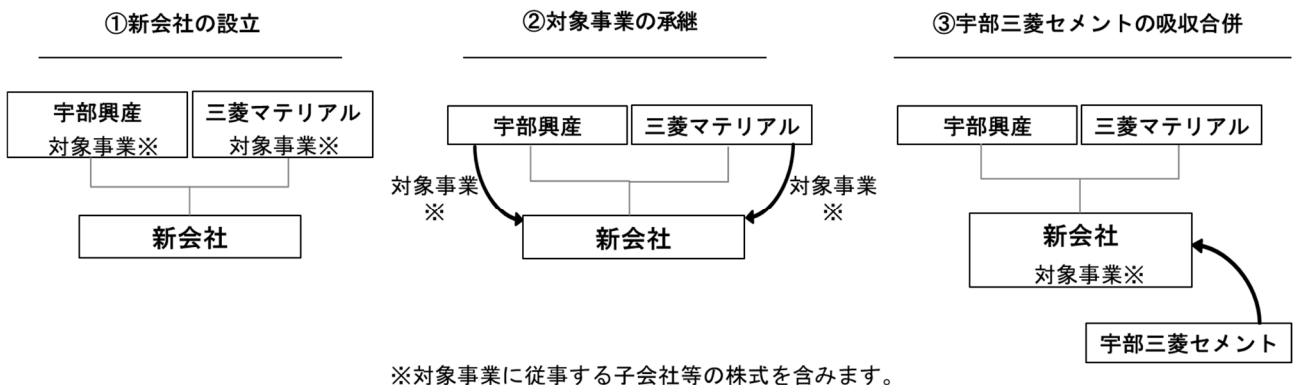 ①新会社の設立
宇部興産
対象事業※
三菱マテリアル
対象事業※
新会社
②対象事業の承継
宇部興産
三菱マテリアル
対象事業
※
対象事業
※
新会社
③宇部三菱セメントの吸収合併
宇部興産
三菱マテリアル
新会社
対象事業※
宇部三菱セメント
※対象事業に従事する子会社等の株式を含みます。